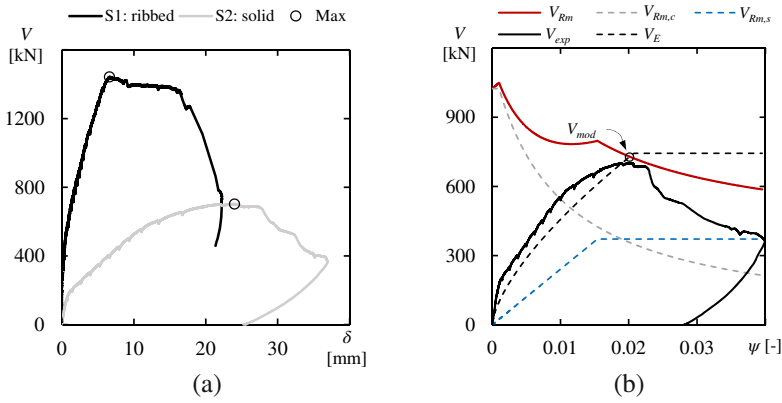 S1: ribbed S2: solid Max
V
[kN]
1200
800
400
0
0 10 20 30 40
δ
[mm]
(a)
V_Rm V_Rm,c V_Rm,s
V_exp V_E
V
[kN]
900
600
300
0
0 0.01 0.02 0.03
ψ [-]
V_mod
(b)